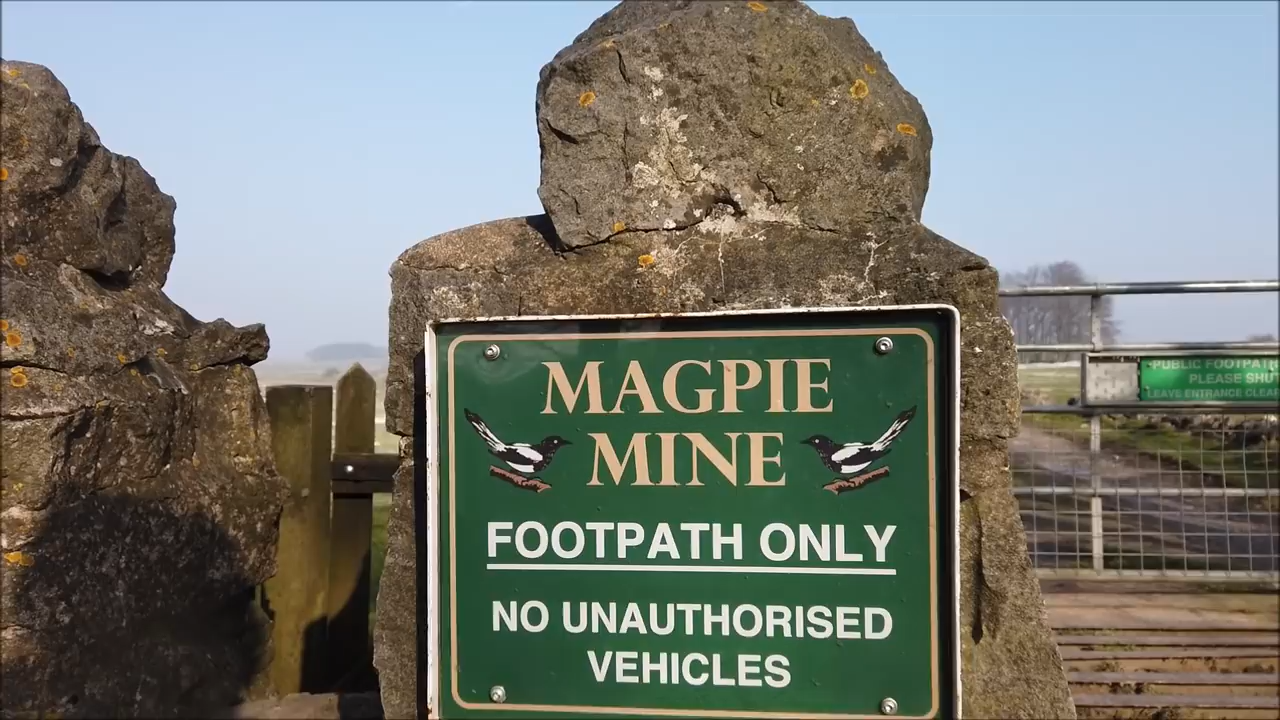 MAGPIE
MINE
FOOTPATH ONLY
NO UNAUTHORISED
VEHICLES
PUBLIC FOOTPATH
PLEASE SHUT
LEAVE ENTRANCE CLEAR